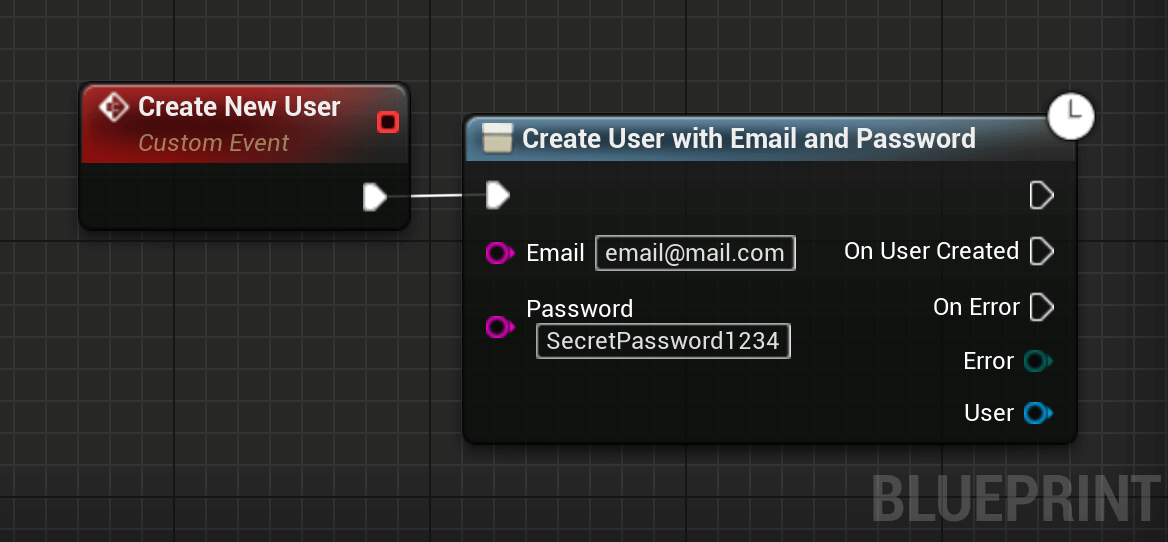 Create New User
Custom Event
Create User with Email and Password
Email email@mail.com
On User Created
Password
On Error
SecretPassword1234
Error
User
BLUEPRINT